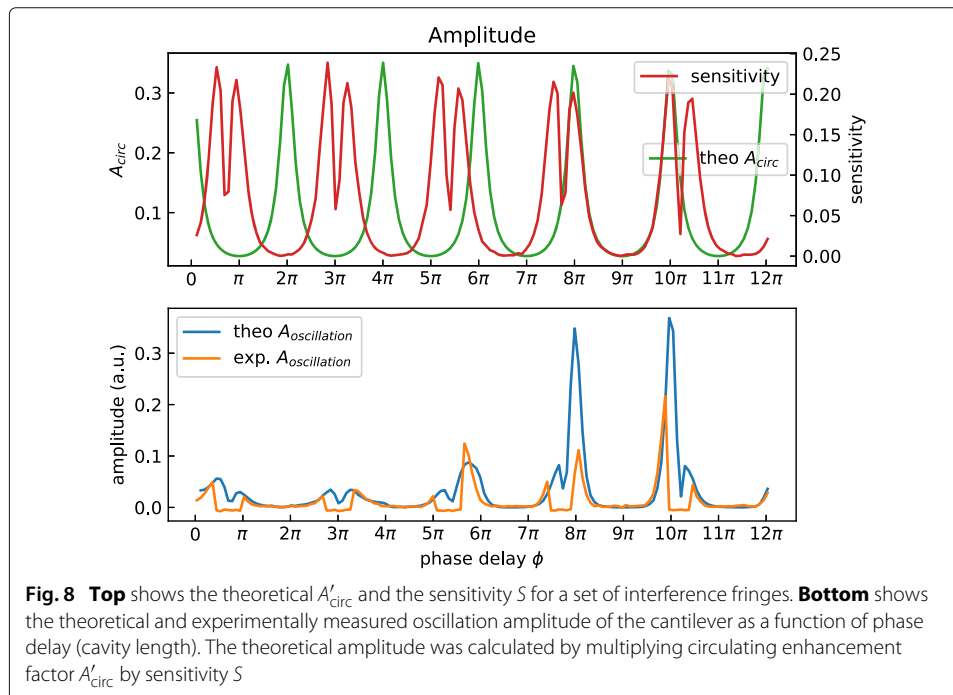 Amplitude
0.3
0.2
0.1
A_circ
0.25
0.20
0.15
0.10
0.05
0.00
sensitivity
sensitivity
theo A_circ
0 π 2π 3π 4π 5π 6π 7π 8π 9π 10π 11π 12π
0.3
0.2
0.1
0.0
amplitude (a.u.)
theo A_oscillation
exp. A_oscillation
0 π 2π 3π 4π 5π 6π 7π 8π 9π 10π 11π 12π
phase delay ϕ
Fig. 8 Top shows the theoretical A′_circ and the sensitivity S for a set of interference fringes. Bottom shows
the theoretical and experimentally measured oscillation amplitude of the cantilever as a function of phase
delay (cavity length). The theoretical amplitude was calculated by multiplying circulating enhancement
factor A′_circ by sensitivity S